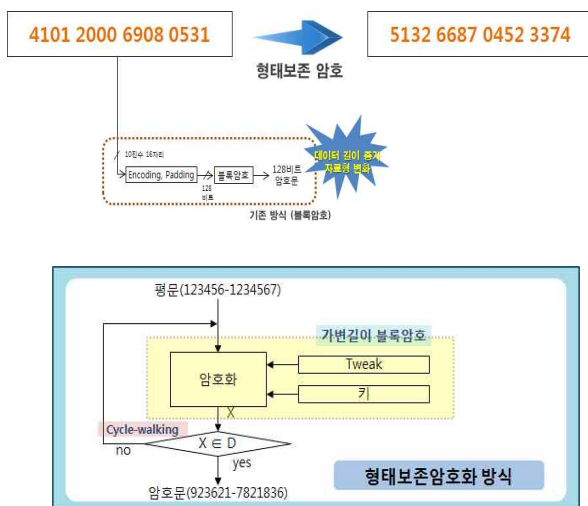 4101 2000 6908 0531
5132 6687 0452 3374
형태보존 암호
10진수 16자리
Encoding, Padding
128
비트
블록암호
128비트
암호문
데이터 길이 증가
자료형 변화
기존 방식 (블록암호)
평문(123456-1234567)
가변길이 블록암호
암호화
Tweak
키
X
Cycle-walking
X ∈ D
no
yes
암호문(923621-7821836)
형태보존암호화 방식